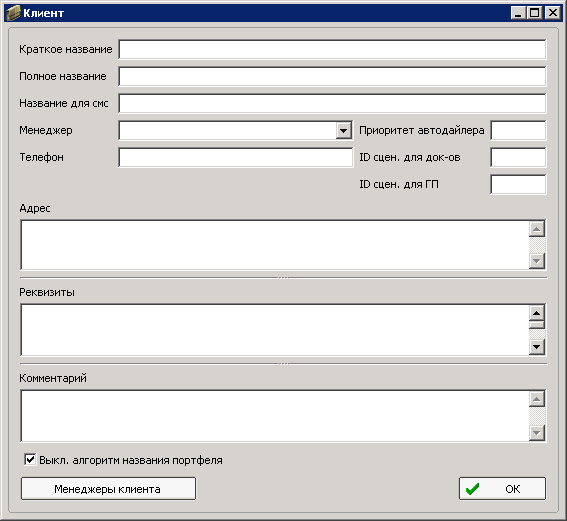 Клиент
Краткое название
Полное название
Название для смс
Менеджер
Приоритет автодайлера
Телефон
ID сцен. для док-ов
ID сцен. для ГП
Адрес
Реквизиты
Комментарий
Выкл. алгоритм названия портфеля
Менеджеры клиента
OK